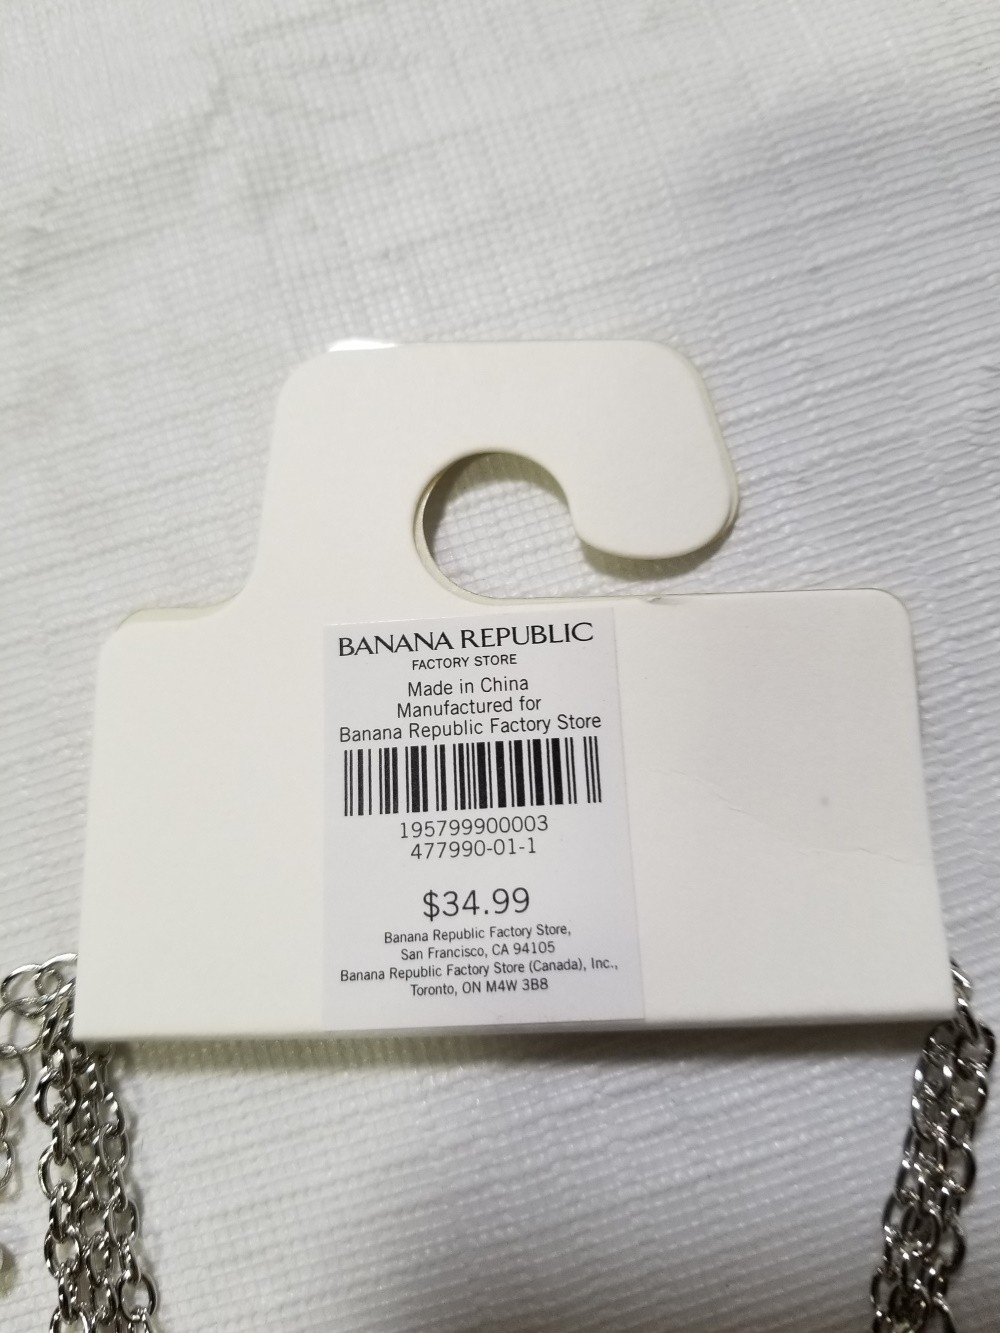 BANANA REPUBLIC
FACTORY STORE
Made in China
Manufactured for
Banana Republic Factory Store
195799900003
477990-01-1
$34.99
Banana Republic Factory Store,
San Francisco, CA 94105
Banana Republic Factory Store (Canada), Inc.,
Toronto, ON M4W 3B8